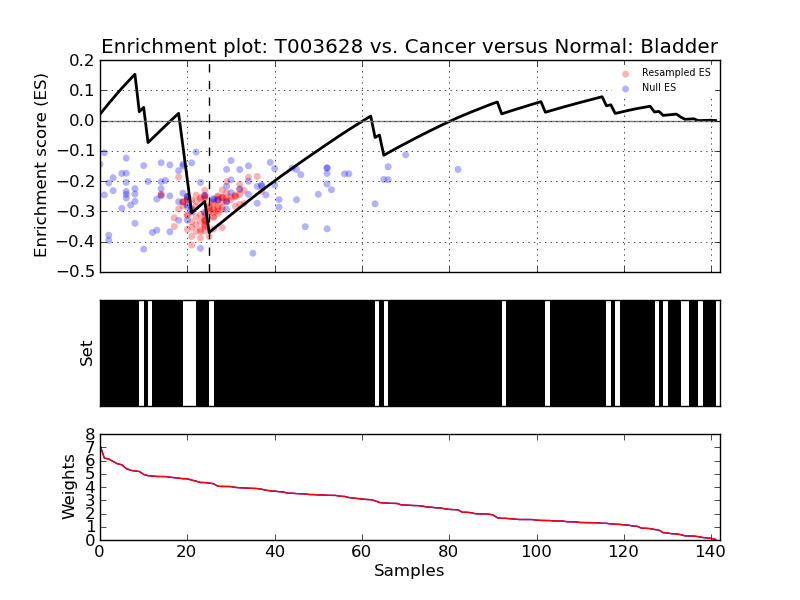 Enrichment plot: T003628 vs. Cancer versus Normal: Bladder
Enrichment score (ES)
0.2
0.1
0.0
−0.1
−0.2
−0.3
−0.4
−0.5
Resampled ES
Null ES
Set
Weights
8
7
6
5
4
3
2
1
0
0 20 40 60 80 100 120 140
Samples